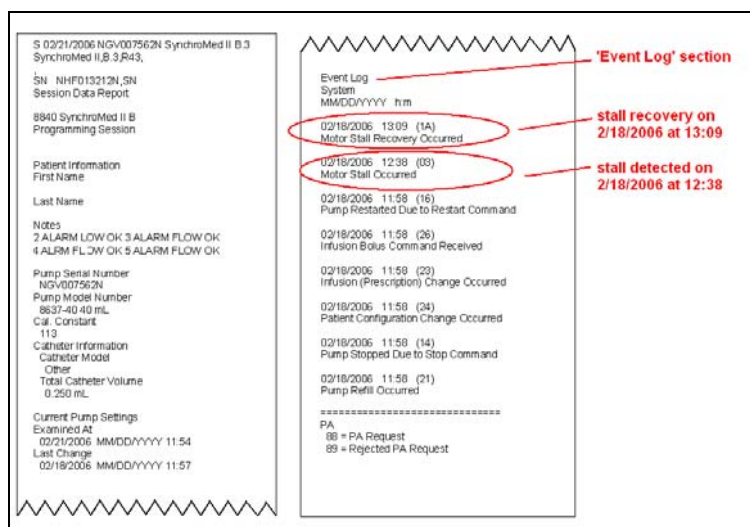 S 02/21/2006 NGV007562N SynchroMed II B.3
SynchroMed II,B.3,R43,
,
SN NHF013212N,SN
Session Data Report
8840 SynchroMed II B
Programming Session
Patient Information
First Name
Last Name
Notes
2 ALARM LOW OK 3 ALARM FLOW OK
4 ALRM FLOW OK 5 ALARM FLOW OK
Pump Serial Number
NGV007562N
Pump Model Number
8637-40 40 mL
Cal. Constant
113
Catheter Information
Catheter Model
Other
Total Catheter Volume
0.250 mL
Current Pump Settings
Examined At
02/21/2006 MM/DD/YYYY 11:54
Last Change
02/18/2006 MM/DD/YYYY 11:57
Event Log
System
MM/DD/YYYY h:m
02/18/2006 13:09 (1A)
Motor Stall Recovery Occurred
02/18/2006 12:38 (03)
Motor Stall Occurred
02/18/2006 11:58 (16)
Pump Restarted Due to Restart Command
02/18/2006 11:58 (26)
Infusion Bolus Command Received
02/18/2006 11:58 (23)
Infusion (Prescription) Change Occurred
02/18/2006 11:58 (24)
Patient Configuration Change Occurred
02/18/2006 11:58 (14)
Pump Stopped Due to Stop Command
02/18/2006 11:58 (21)
Pump Refill Occurred
==============================
PA
88 = PA Request
89 = Rejected PA Request
'Event Log' section
stall recovery on
2/18/2006 at 13:09
stall detected on
2/18/2006 at 12:38